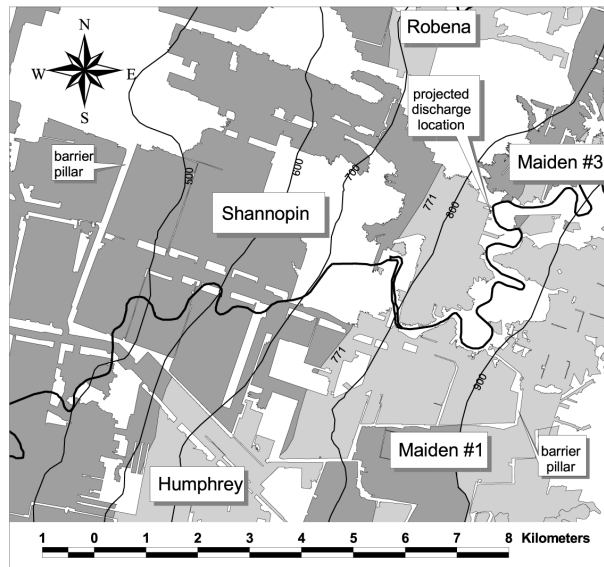 N
W E
S
Robena
projected
discharge
location
Maiden #3
barrier
pillar
500
600
700
771
800
Shannopin
771
900
Maiden #1
barrier
pillar
Humphrey
1 0 1 2 3 4 5 6 7 8 Kilometers